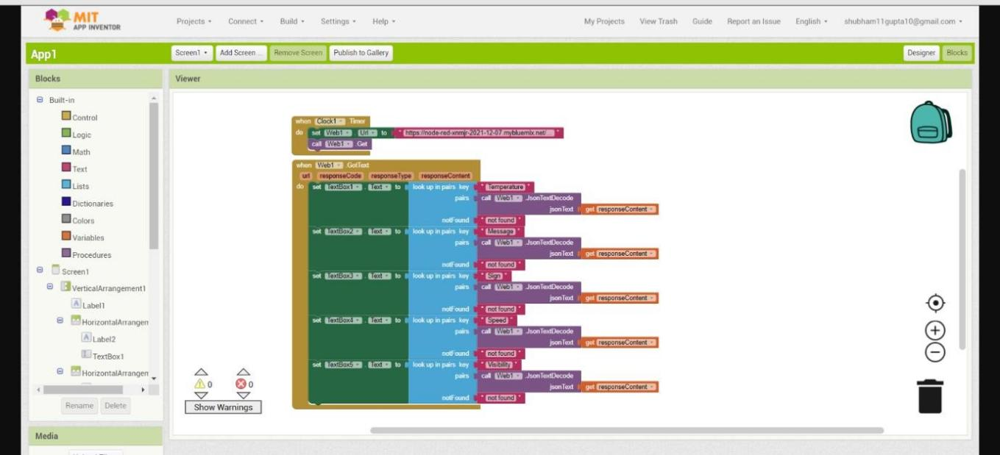 MIT
APP INVENTOR
Projects Connect Build Settings Help My Projects View Trash Guide Report an Issue English shubham11gupta10@gmail.com
App1 Screen1 Add Screen ... Remove Screen Publish to Gallery Designer Blocks
Blocks
Built-in
Control
Logic
Math
Text
Lists
Dictionaries
Colors
Variables
Procedures
Screen1
VerticalArrangement1
Label1
HorizontalArrangen
Label2
TextBox1
HorizontalArrangen
Rename Delete
Media
Viewer
when Clock1 .Timer
do set Web1 . Url to " https://node-red-xnmjr-2021-12-07.mybluemix.net/... "
call Web1 .Get
when Web1 .GotText
url responseCode responseType responseContent
do set TextBox1 . Text to look up in pairs key " Temperature "
pairs call Web1 .JsonTextDecode
jsonText get responseContent
notFound " not found "
set TextBox2 . Text to look up in pairs key " Message "
pairs call Web1 .JsonTextDecode
jsonText get responseContent
notFound " not found "
set TextBox3 . Text to look up in pairs key " Sign "
pairs call Web1 .JsonTextDecode
jsonText get responseContent
notFound " not found "
set TextBox4 . Text to look up in pairs key " Speed "
pairs call Web1 .JsonTextDecode
jsonText get responseContent
notFound " not found "
set TextBox5 . Text to look up in pairs key " Visibility "
pairs call Web1 .JsonTextDecode
jsonText get responseContent
notFound " not found "
0 0
Show Warnings